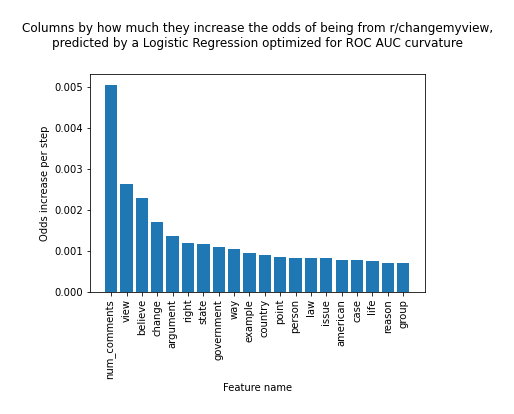 Columns by how much they increase the odds of being from r/changemyview,
predicted by a Logistic Regression optimized for ROC AUC curvature
0.005
0.004
0.003
0.002
0.001
0.000
Odds increase per step
num_comments
view
believe
change
argument
right
state
government
way
example
country
point
person
law
issue
american
case
life
reason
group
Feature name